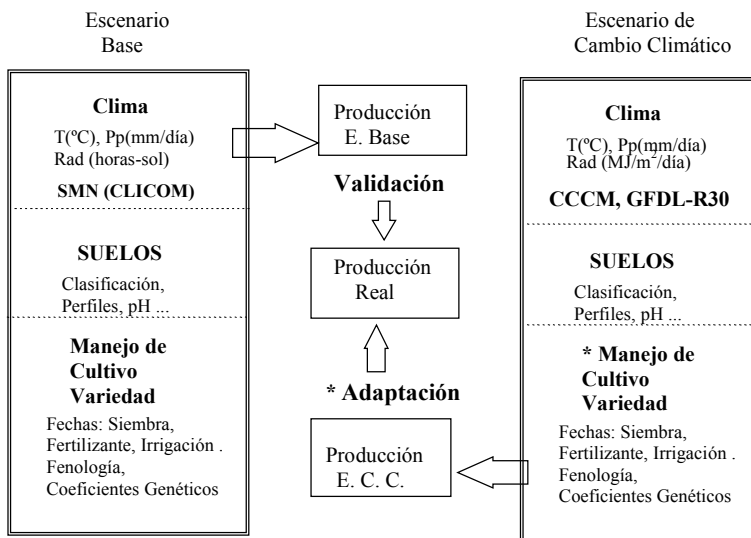 Escenario
Base
Clima
T(ºC), Pp(mm/día)
Rad (horas-sol)
SMN (CLICOM)
SUELOS
Clasificación,
Perfiles, pH ...
Manejo de
Cultivo
Variedad
Fechas: Siembra,
Fertilizante, Irrigación .
Fenología,
Coeficientes Genéticos
Producción
E. Base
Validación
Producción
Real
* Adaptación
Producción
E. C. C.
Escenario de
Cambio Climático
Clima
T(ºC), Pp(mm/día)
Rad (MJ/m²/día)
CCCM, GFDL-R30
SUELOS
Clasificación,
Perfiles, pH ...
* Manejo de
Cultivo
Variedad
Fechas: Siembra,
Fertilizante, Irrigación .
Fenología,
Coeficientes Genéticos